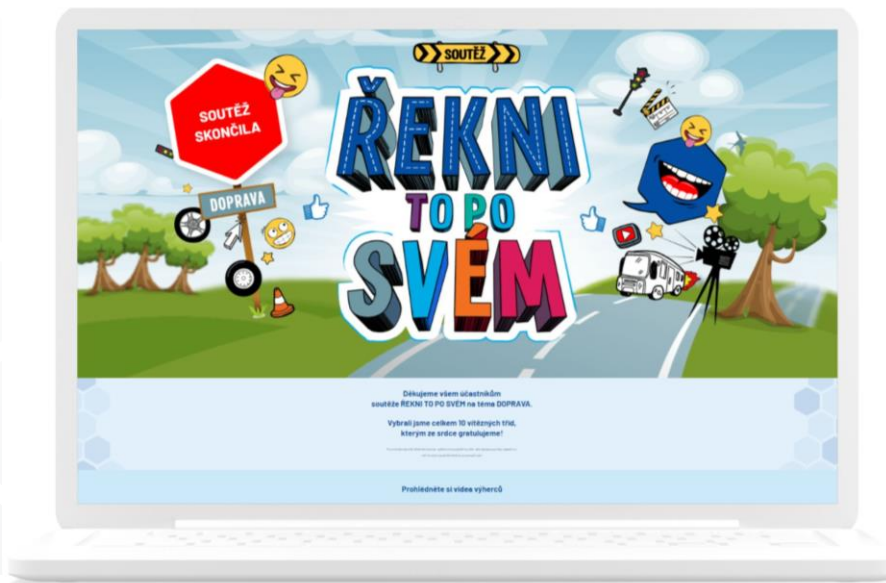 SOUTĚŽ
SOUTĚŽ
SKONČILA
DOPRAVA
ŘEKNI
TO PO
SVÉM
Děkujeme všem účastníkům
soutěže ŘEKNI TO PO SVÉM na téma DOPRAVA.
Vybrali jsme celkem 10 vítězných tříd,
kterým ze srdce gratulujeme!
Prohlédněte si videa výherců